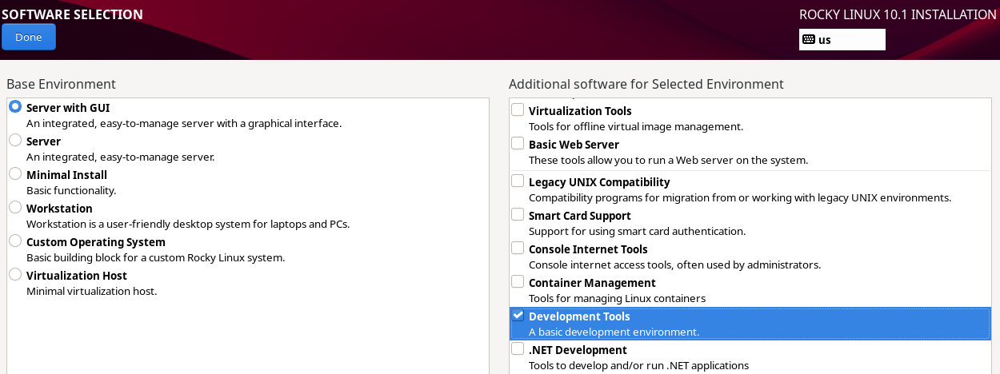 SOFTWARE SELECTION
Done
ROCKY LINUX 10.1 INSTALLATION
us
Base Environment
Server with GUI
An integrated, easy-to-manage server with a graphical interface.
Server
An integrated, easy-to-manage server.
Minimal Install
Basic functionality.
Workstation
Workstation is a user-friendly desktop system for laptops and PCs.
Custom Operating System
Basic building block for a custom Rocky Linux system.
Virtualization Host
Minimal virtualization host.
Additional software for Selected Environment
Virtualization Tools
Tools for offline virtual image management.
Basic Web Server
These tools allow you to run a Web server on the system.
Legacy UNIX Compatibility
Compatibility programs for migration from or working with legacy UNIX environments.
Smart Card Support
Support for using smart card authentication.
Console Internet Tools
Console internet access tools, often used by administrators.
Container Management
Tools for managing Linux containers
Development Tools
A basic development environment.
.NET Development
Tools to develop and/or run .NET applications